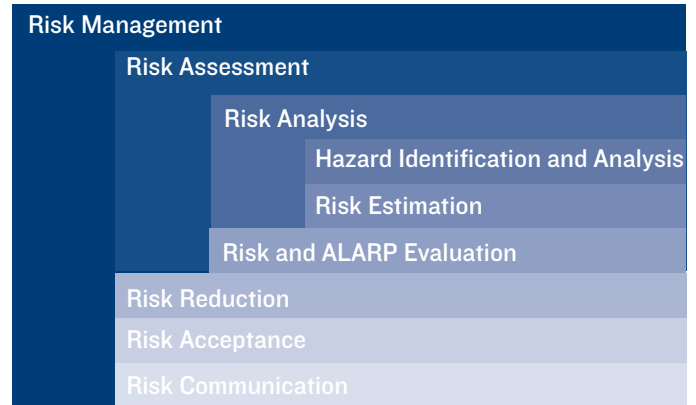 Risk Management
Risk Assessment
Risk Analysis
Hazard Identification and Analysis
Risk Estimation
Risk and ALARP Evaluation
Risk Reduction
Risk Acceptance
Risk Communication